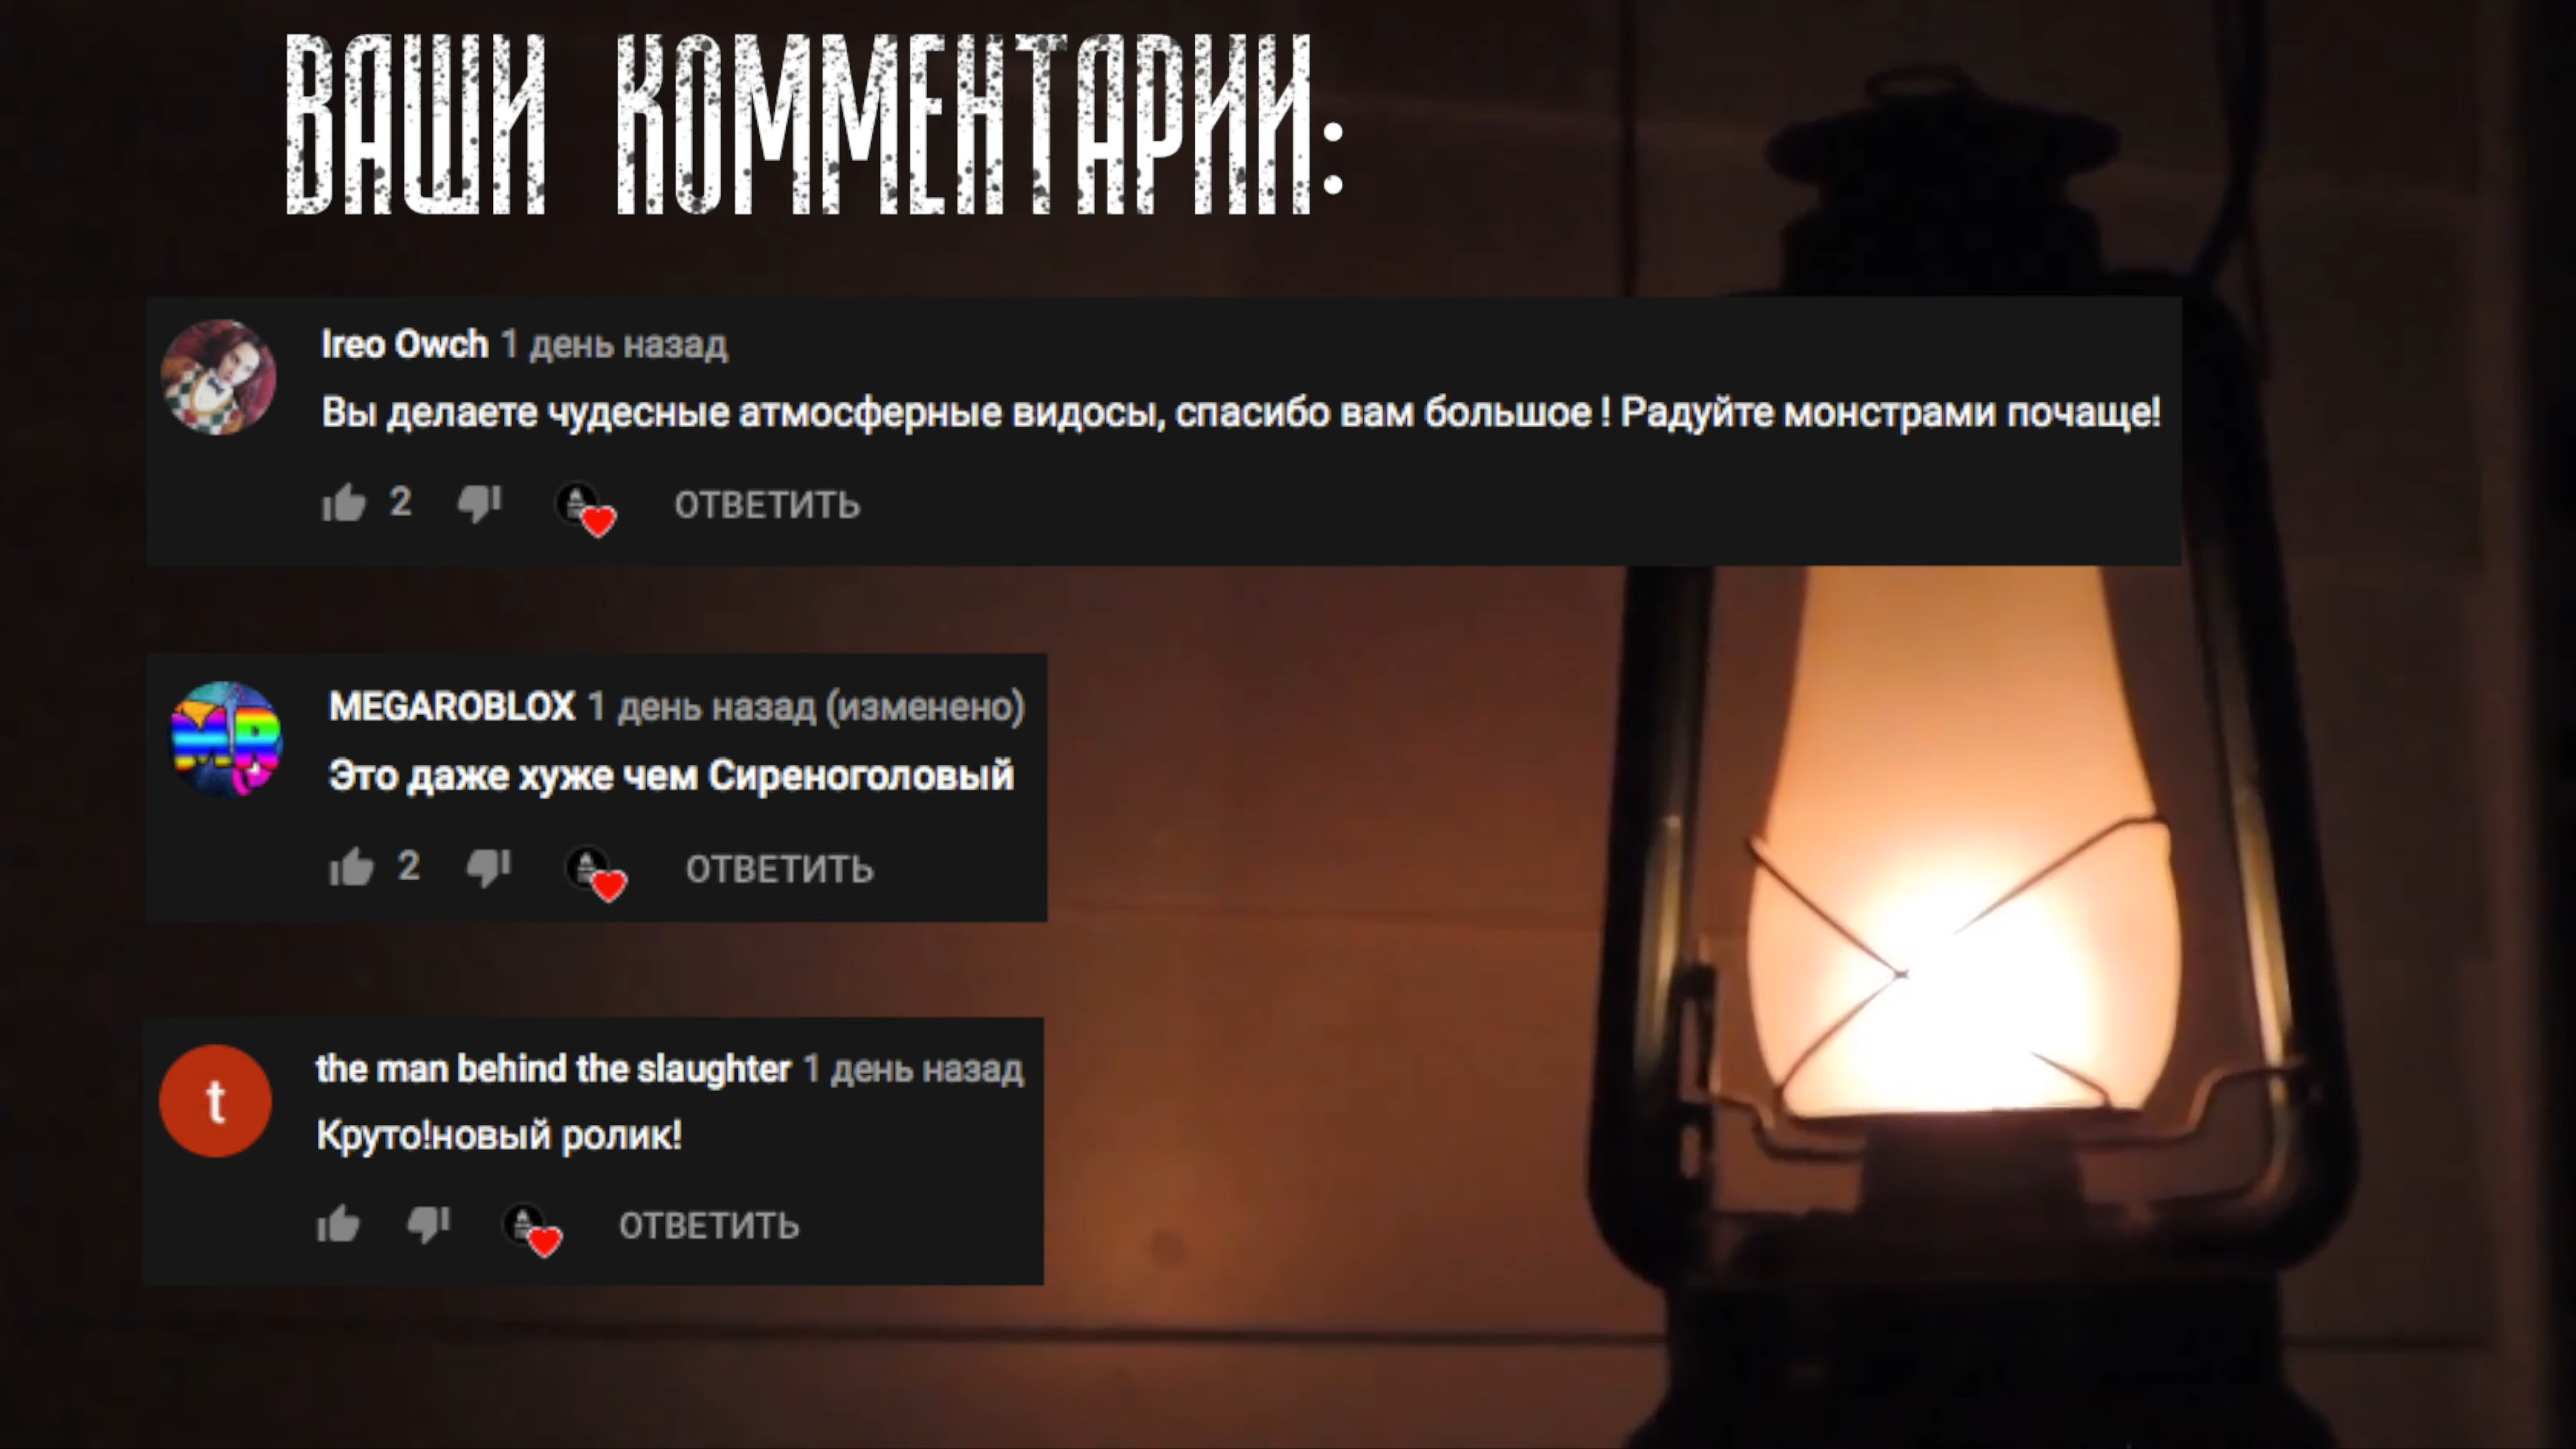 ВАШИ КОММЕНТАРИИ:
Ireo Owch 1 день назад
Вы делаете чудесные атмосферные видосы, спасибо вам большое ! Радуйте монстрами почаще!
2 ОТВЕТИТЬ
MR
MEGAROBLOX 1 день назад (изменено)
Это даже хуже чем Сиреноголовый
2 ОТВЕТИТЬ
t
the man behind the slaughter 1 день назад
Круто!новый ролик!
ОТВЕТИТЬ